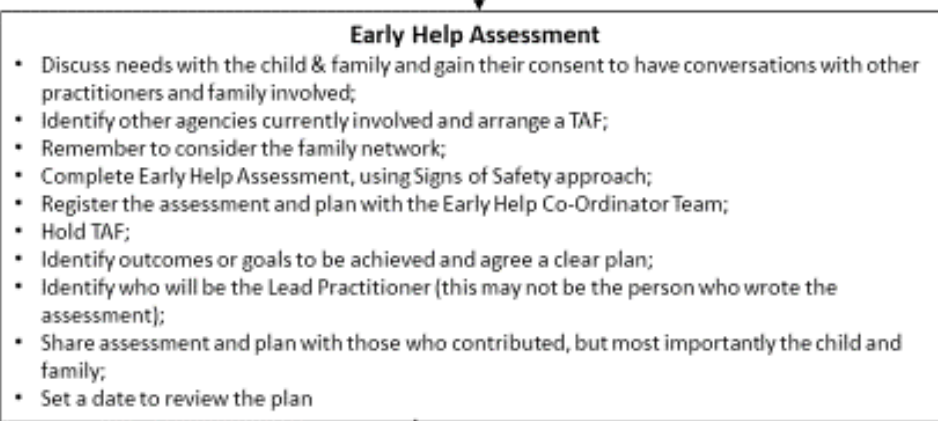 Early Help Assessment
• Discuss needs with the child & family and gain their consent to have conversations with other
practitioners and family involved;
• Identify other agencies currently involved and arrange a TAF;
• Remember to consider the family network;
• Complete Early Help Assessment, using Signs of Safety approach;
• Register the assessment and plan with the Early Help Co-Ordinator Team;
• Hold TAF;
• Identify outcomes or goals to be achieved and agree a clear plan;
• Identify who will be the Lead Practitioner (this may not be the person who wrote the
assessment);
• Share assessment and plan with those who contributed, but most importantly the child and
family;
• Set a date to review the plan